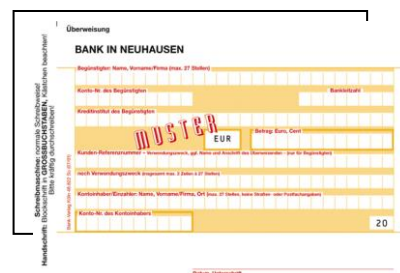 Überweisung
BANK IN NEUHAUSEN
Begünstigter: Name, Vorname/Firma (max. 27 Stellen)
Konto-Nr. des Begünstigten
Bankleitzahl
Kreditinstitut des Begünstigten
MUSTER
EUR
Betrag: Euro, Cent
Kunden-Referenznummer – Verwendungszweck, ggf. Name und Anschrift des Überweisenden - (nur für Begünstigten)
noch Verwendungszweck (insgesamt max. 2 Zeilen à 27 Stellen)
Kontoinhaber/Einzahler: Name, Vorname/Firma, Ort (max. 27 Stellen, keine Straßen- oder Postfachangaben)
Konto-Nr. des Kontoinhabers
20
Schreibmaschine: normale Schreibweise!
Handschrift: Blockschrift in GROSSBUCHSTABEN, Kästchen beachten!
Bitte kräftig durchschreiben!